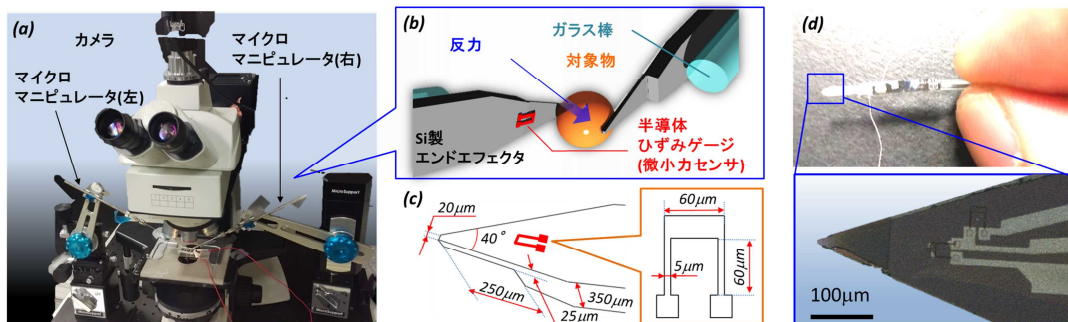 (a)
カメラ
マイクロ
マニピュレータ(右)
マイクロ
マニピュレータ(左)
MicroSupport
MicroSupport
(b)
ガラス棒
反力
対象物
Si製
エンドエフェクタ
半導体
ひずみゲージ
(微小力センサ)
(c)
20μm
40°
250μm
25μm
350μm
60μm
5μm
60μm
(d)
100μm